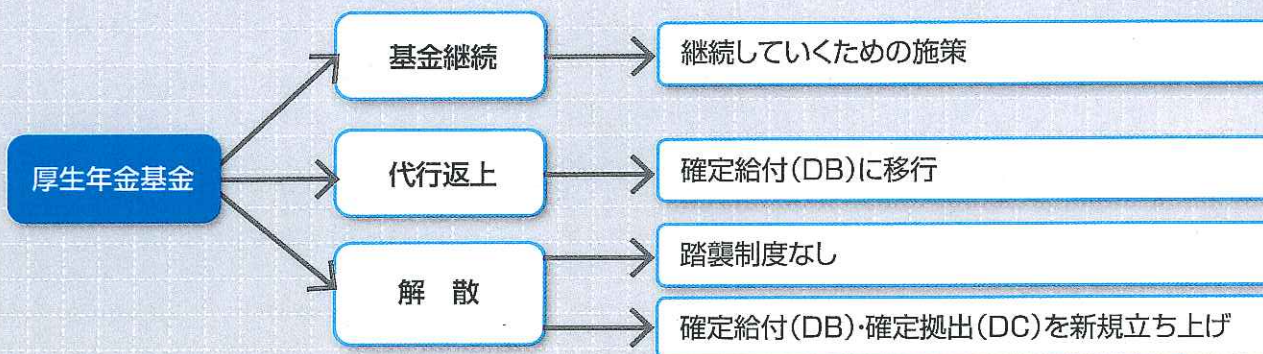 厚生年金基金
基金継続
継続していくための施策
代行返上
確定給付(DB)に移行
解 散
踏襲制度なし
確定給付(DB)・確定拠出(DC)を新規立ち上げ